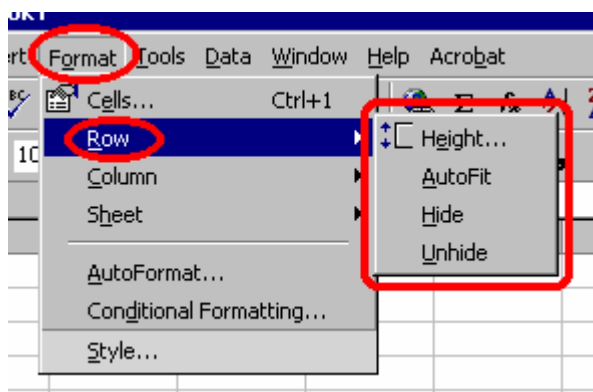 Format Tools Data Window Help Acrobat
Cells... Ctrl+1
Row
Column
Sheet
AutoFormat...
Conditional Formatting...
Style...
Height...
AutoFit
Hide
Unhide